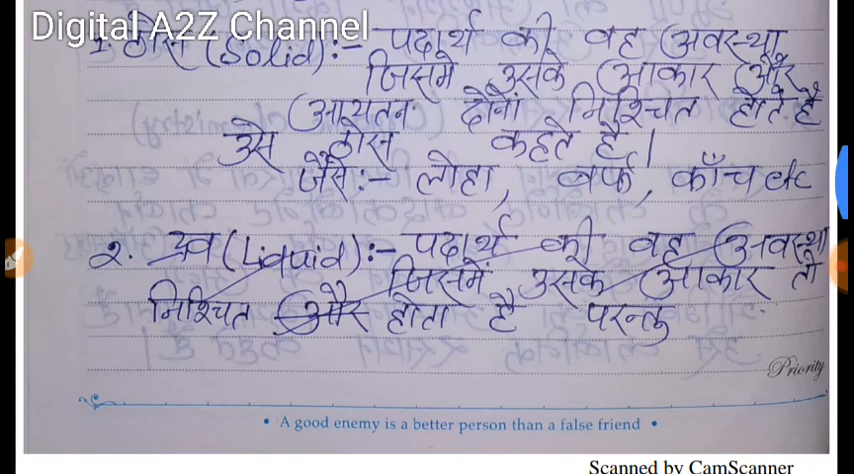 Digital A2Z Channel
1. ठोस (Solid):- पदार्थ की वह अवस्था
जिसमे उसके आकार और
आयतन दोनों निश्चित होते है
उसे ठोस कहते है।
जैसे:- लोहा, बर्फ, काँच etc
२. द्रव (Liquid):- पदार्थ की वह अवस्था
जिसमें उसके आकार तो
निश्चित और होता है परन्तु
Priority
• A good enemy is a better person than a false friend •
Scanned by CamScanner